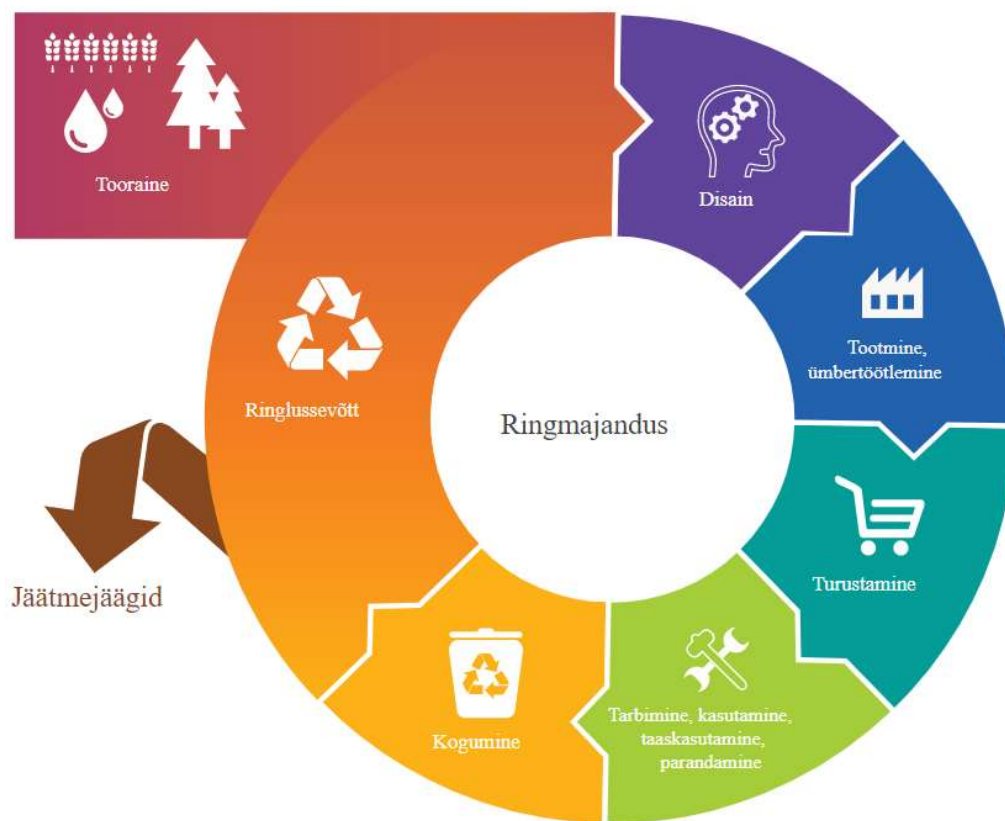 Tooraine
Disain
Tootmine,
ümbertöötlemine
Ringlussevõtt
Ringmajandus
Turustamine
Jäätmejäägid
Kogumine
Tarbimine, kasutamine,
taaskasutamine,
parandamine